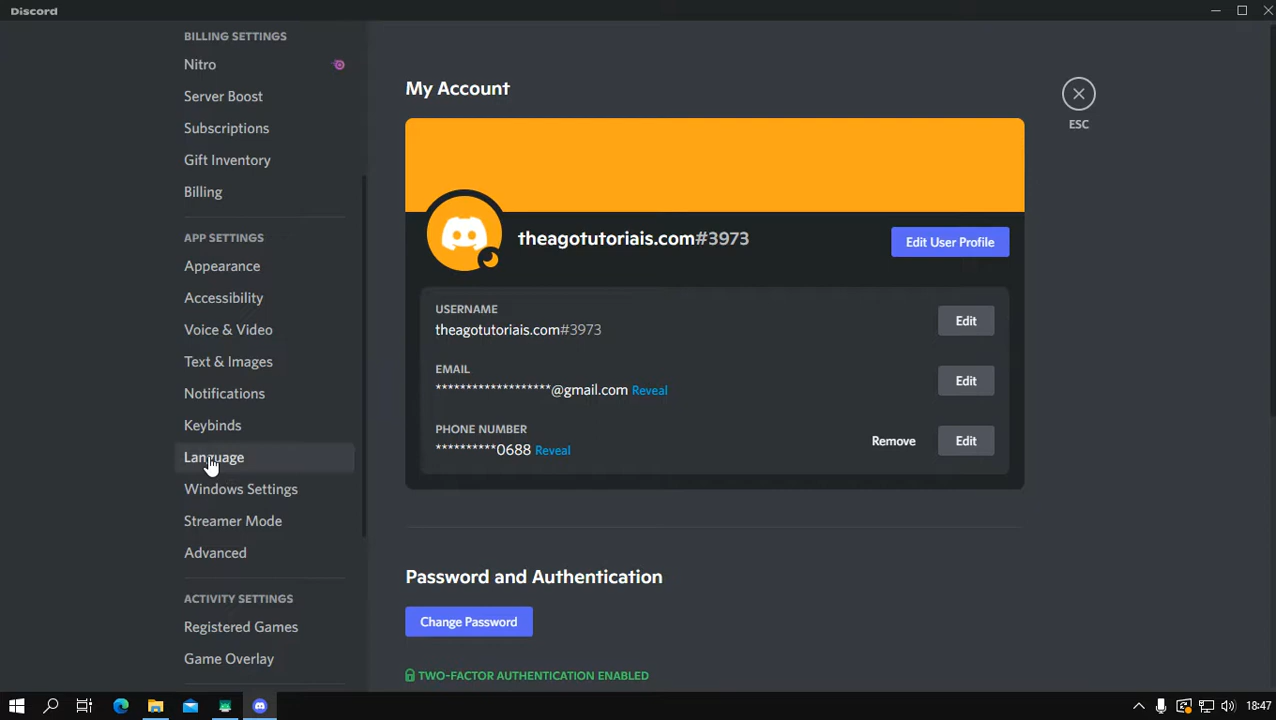 Discord
BILLING SETTINGS
Nitro
Server Boost
Subscriptions
Gift Inventory
Billing
APP SETTINGS
Appearance
Accessibility
Voice & Video
Text & Images
Notifications
Keybinds
Language
Windows Settings
Streamer Mode
Advanced
ACTIVITY SETTINGS
Registered Games
Game Overlay
My Account
ESC
theagotutoriais.com#3973
Edit User Profile
USERNAME
theagotutoriais.com#3973
Edit
EMAIL
*******************@gmail.com Reveal
Edit
PHONE NUMBER
**********0688 Reveal
Remove
Edit
Password and Authentication
Change Password
TWO-FACTOR AUTHENTICATION ENABLED
18:47